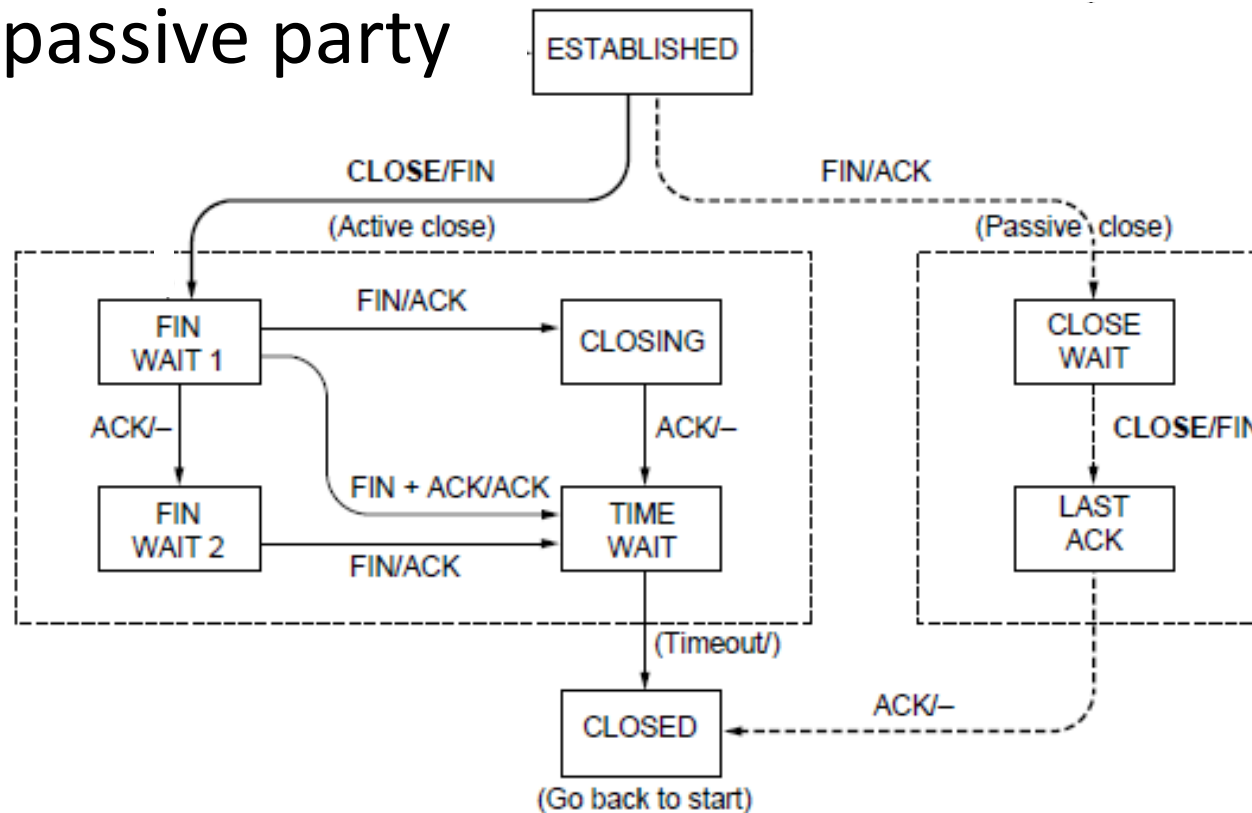 passive party
ESTABLISHED
CLOSE/FIN
FIN/ACK
(Active close)
(Passive close)
FIN
WAIT 1
FIN/ACK
CLOSING
CLOSE
WAIT
ACK/–
ACK/–
CLOSE/FIN
FIN + ACK/ACK
FIN
WAIT 2
TIME
WAIT
LAST
ACK
FIN/ACK
(Timeout/)
CLOSED
ACK/–
(Go back to start)